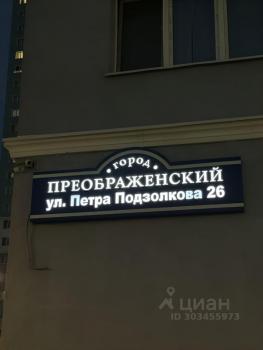 • ГОРОД •
ПРЕОБРАЖЕНСКИЙ
ул. Петра Подзолкова 26
циан
ID 303455973